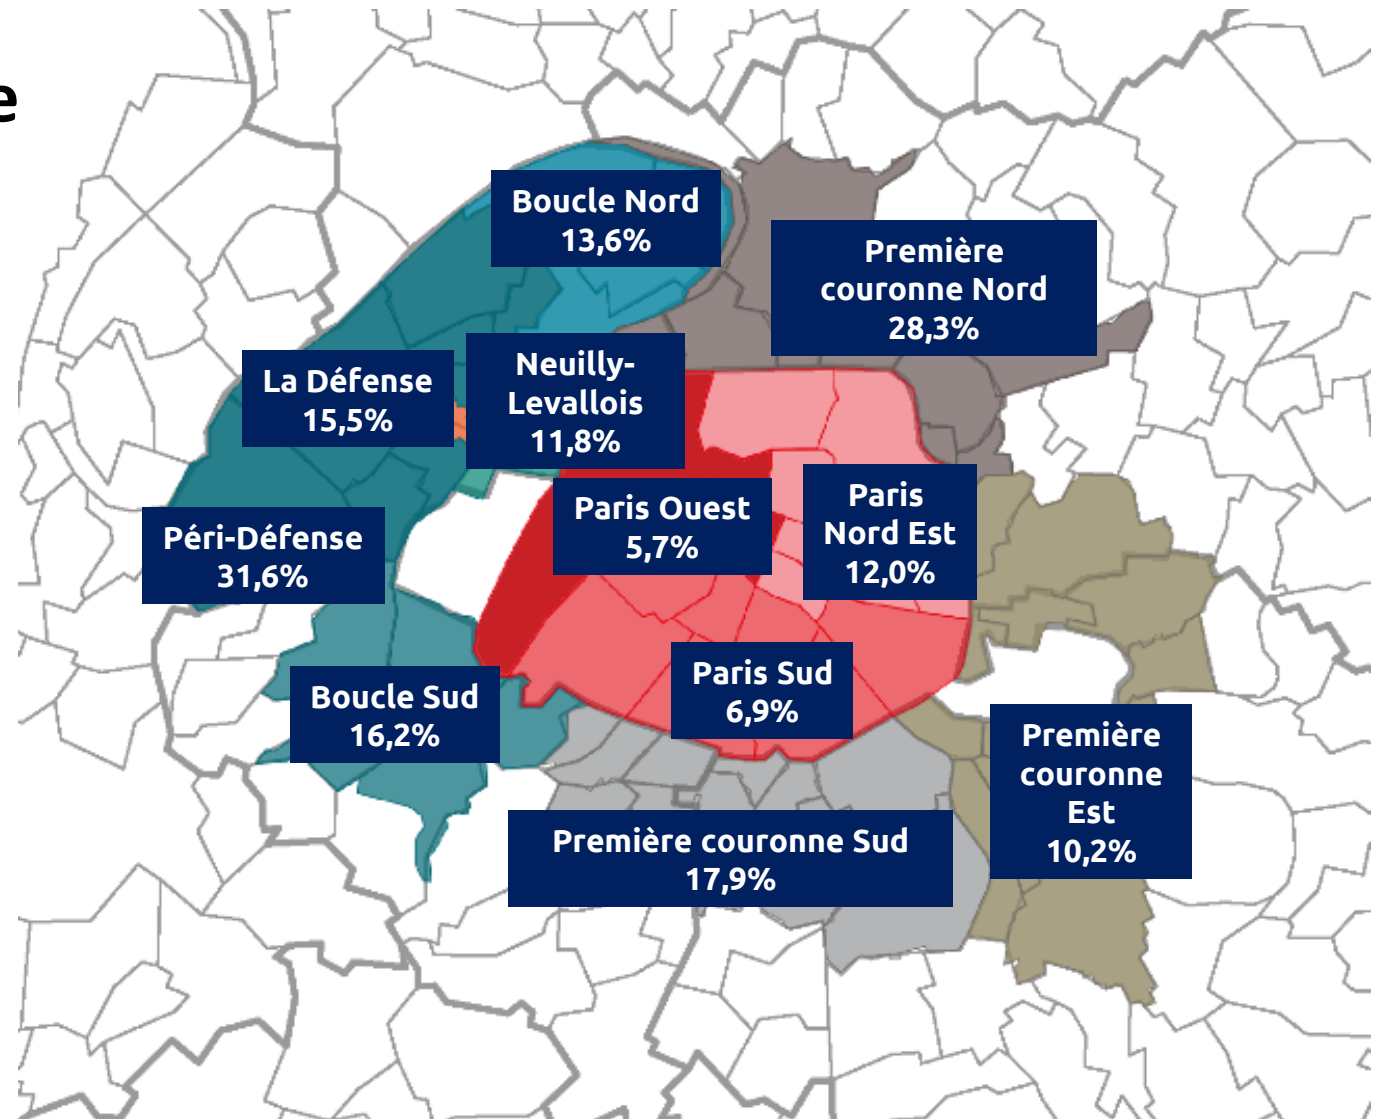 e
Boucle Nord
13,6%
Première
couronne Nord
28,3%
Neuilly-
Levallois
11,8%
La Défense
15,5%
Paris Ouest
5,7%
Paris
Nord Est
12,0%
Péri-Défense
31,6%
Paris Sud
6,9%
Boucle Sud
16,2%
Première
couronne
Est
10,2%
Première couronne Sud
17,9%